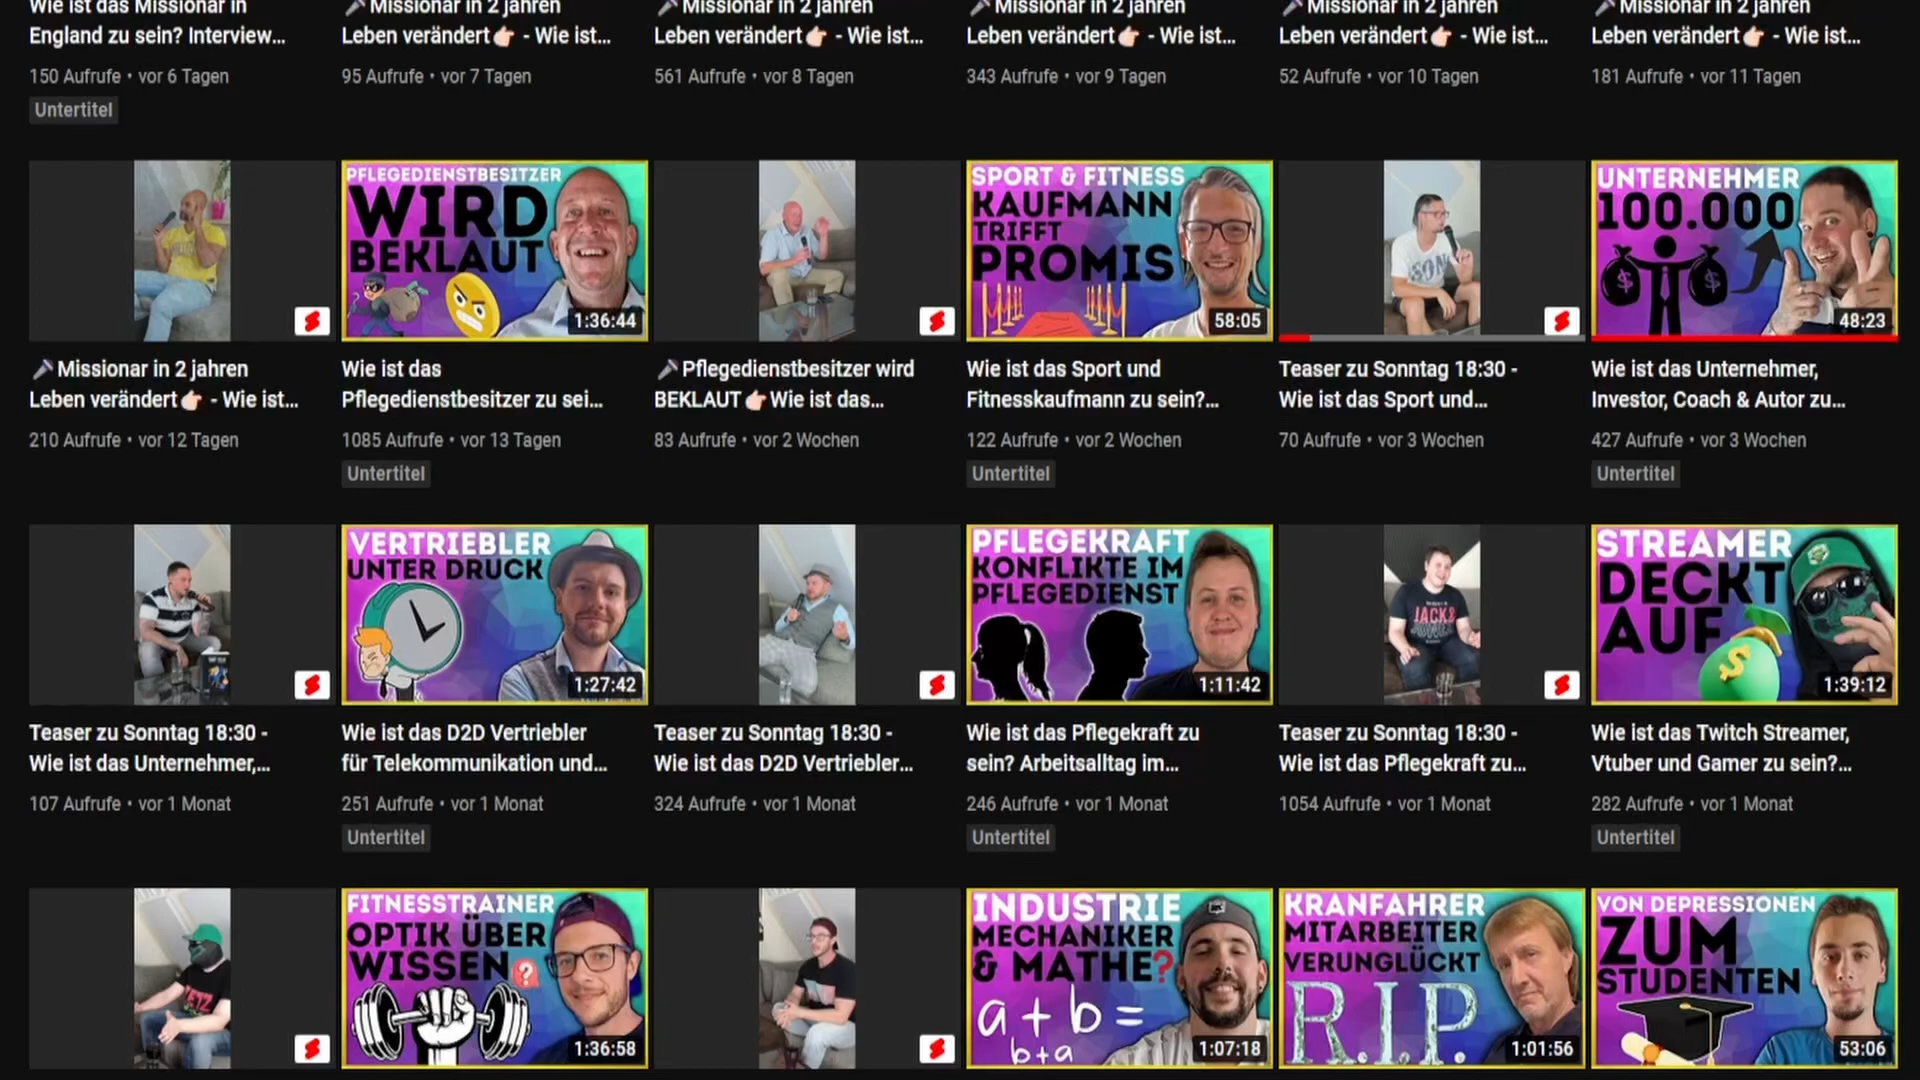 Wie ist das Missionar in
England zu sein? Interview...
150 Aufrufe • vor 6 Tagen
Untertitel
Missionar in 2 jahren
Leben verändert👉🏻 - Wie ist...
95 Aufrufe • vor 7 Tagen
Missionar in 2 jahren
Leben verändert👉🏻 - Wie ist...
561 Aufrufe • vor 8 Tagen
Missionar in 2 jahren
Leben verändert👉🏻 - Wie ist...
343 Aufrufe • vor 9 Tagen
Missionar in 2 jahren
Leben verändert👉🏻 - Wie ist...
52 Aufrufe • vor 10 Tagen
Missionar in 2 jahren
Leben verändert👉🏻 - Wie ist...
181 Aufrufe • vor 11 Tagen
🎤Missionar in 2 jahren
Leben verändert👉🏻 - Wie ist...
210 Aufrufe • vor 12 Tagen
PFLEGEDIENSTBESITZER
WIRD
BEKLAUT
1:36:44
Wie ist das
Pflegedienstbesitzer zu sei...
1085 Aufrufe • vor 13 Tagen
Untertitel
🎤Pflegedienstbesitzer wird
BEKLAUT👉🏻Wie ist das...
83 Aufrufe • vor 2 Wochen
SPORT & FITNESS
KAUFMANN
TRIFFT
PROMIS
58:05
Wie ist das Sport und
Fitnesskaufmann zu sein?...
122 Aufrufe • vor 2 Wochen
Untertitel
Teaser zu Sonntag 18:30 -
Wie ist das Sport und...
70 Aufrufe • vor 3 Wochen
UNTERNEHMER
100.000
$ $
48:23
Wie ist das Unternehmer,
Investor, Coach & Autor zu...
427 Aufrufe • vor 3 Wochen
Untertitel
Teaser zu Sonntag 18:30 -
Wie ist das Unternehmer,...
107 Aufrufe • vor 1 Monat
VERTRIEBLER
UNTER DRUCK
1:27:42
Wie ist das D2D Vertriebler
für Telekommunikation und...
251 Aufrufe • vor 1 Monat
Untertitel
Teaser zu Sonntag 18:30 -
Wie ist das D2D Vertriebler...
324 Aufrufe • vor 1 Monat
PFLEGEKRAFT
KONFLIKTE IM
PFLEGEDIENST
1:11:42
Wie ist das Pflegekraft zu
sein? Arbeitsalltag im...
246 Aufrufe • vor 1 Monat
Untertitel
JACK&
JONES
Teaser zu Sonntag 18:30 -
Wie ist das Pflegekraft zu...
1054 Aufrufe • vor 1 Monat
STREAMER
DECKT
AUF
$
1:39:12
Wie ist das Twitch Streamer,
Vtuber und Gamer zu sein?...
282 Aufrufe • vor 1 Monat
Untertitel
FITNESSTRAINER
OPTIK ÜBER
WISSEN
?
1:36:58
INDUSTRIE
MECHANIKER
& MATHE?
a + b =
b+a
1:07:18
KRANFAHRER
MITARBEITER
VERUNGLÜCKT
R.I.P.
1:01:56
VON DEPRESSIONEN
ZUM
STUDENTEN
53:06